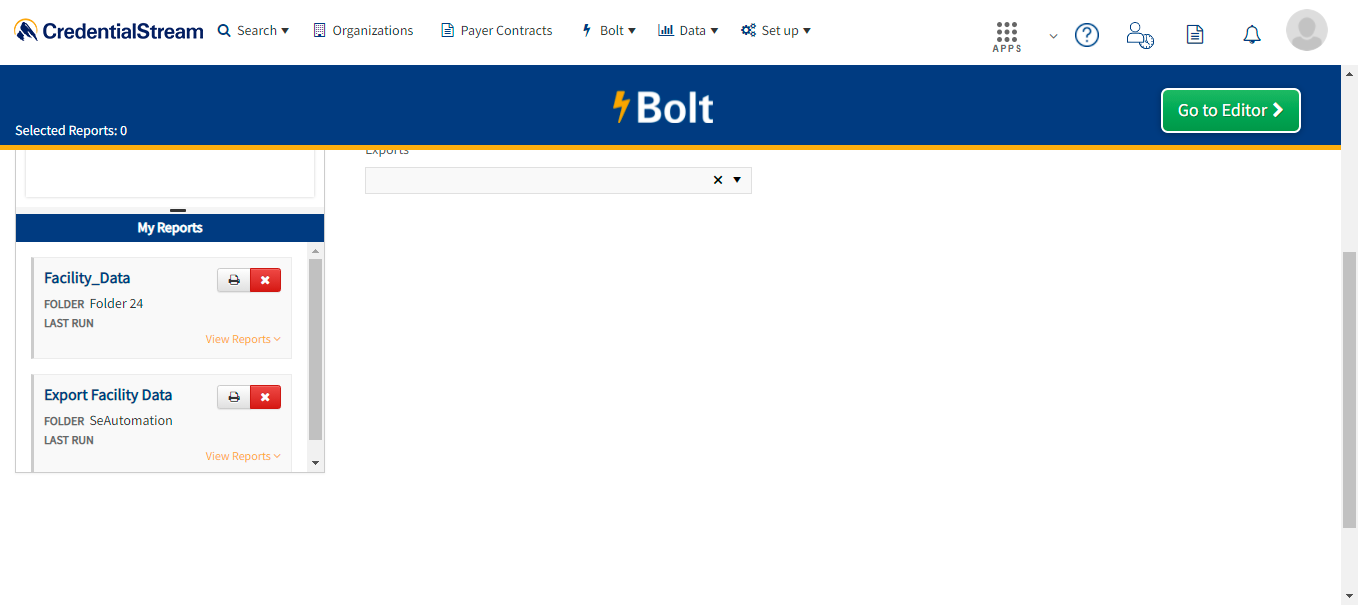 CredentialStream
Search
Organizations
Payer Contracts
Bolt
Data
Set up
APPS
Bolt
Go to Editor
Selected Reports: 0
Exports
My Reports
Facility_Data
FOLDER Folder 24
LAST RUN
View Reports
Export Facility Data
FOLDER SeAutomation
LAST RUN
View Reports